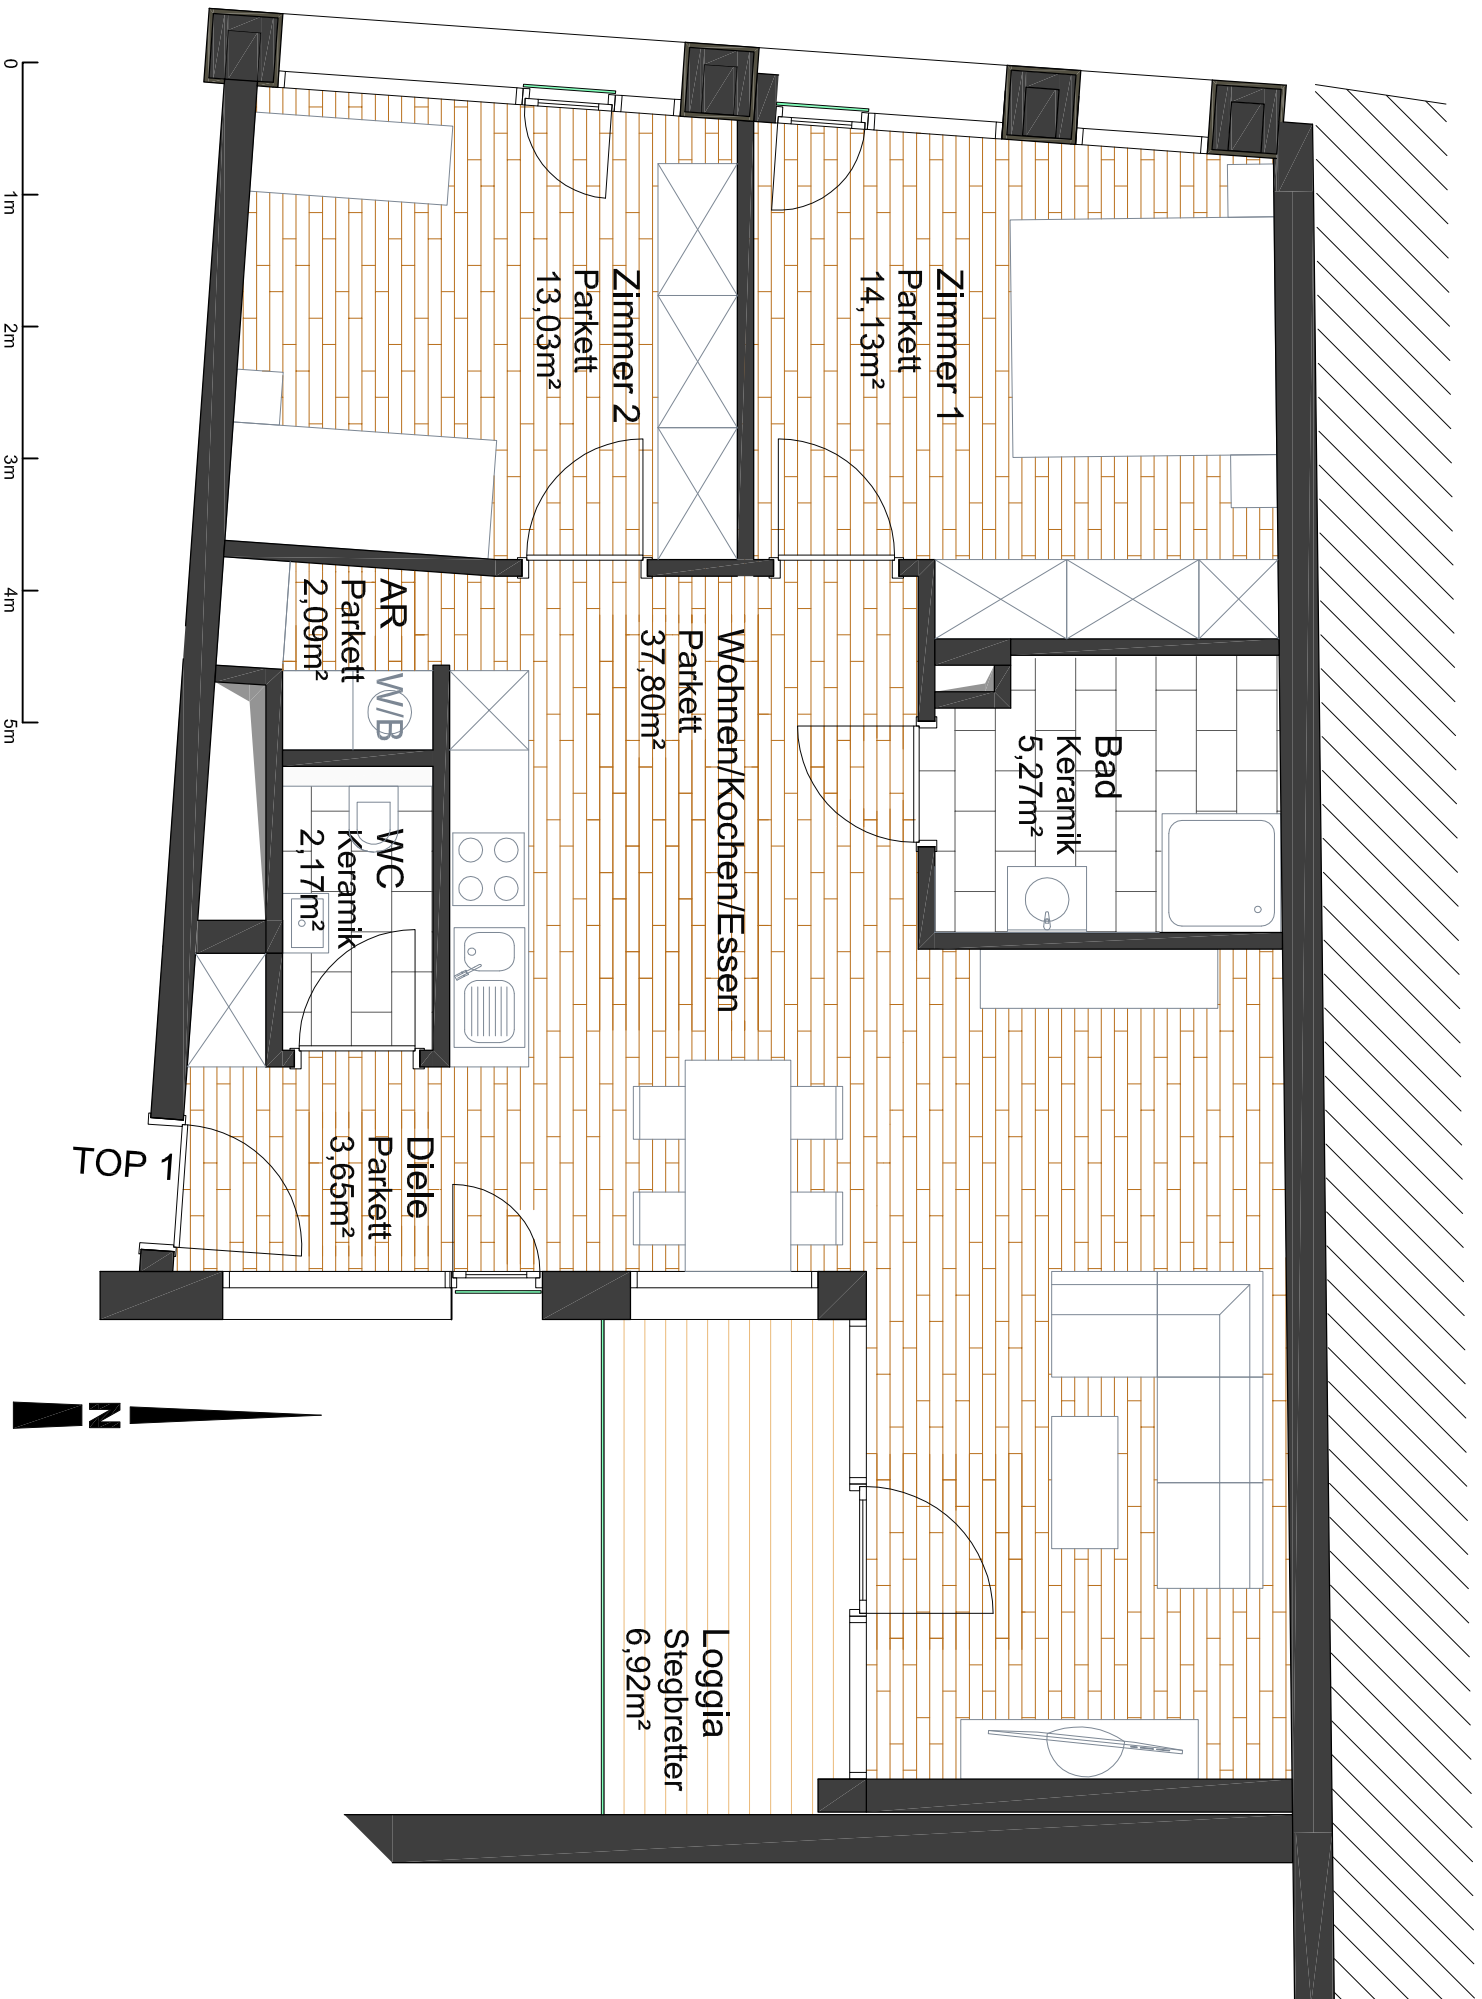 Zimmer 1
Parkett
14,13m²
Zimmer 2
Parkett
13,03m²
Bad
Keramik
5,27m²
Wohnen/Kochen/Essen
Parkett
37,80m²
AR
Parkett
2,09m²
W/B
WC
Keramik
2,17m²
Diele
Parkett
3,65m²
TOP 1
Loggia
Stegbretter
6,92m²
N
0
1m
2m
3m
4m
5m